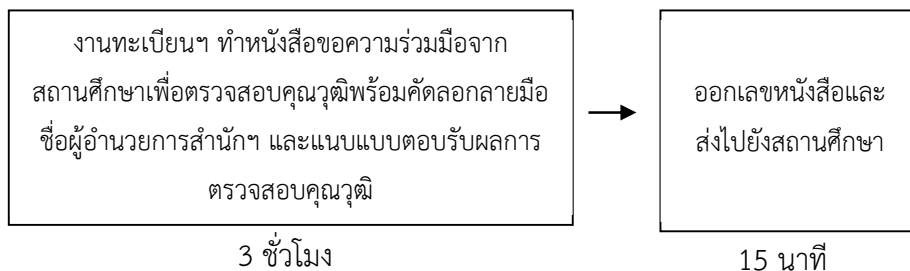 งานทะเบียนฯ ทำหนังสือขอความร่วมมือจาก
สถานศึกษาเพื่อตรวจสอบคุณวุฒิพร้อมคัดลอกลายมือ
ชื่อผู้อำนวยการสำนักฯ และแนบแบบตอบรับผลการ
ตรวจสอบคุณวุฒิ
3 ชั่วโมง
ออกเลขหนังสือและ
ส่งไปยังสถานศึกษา
15 นาที